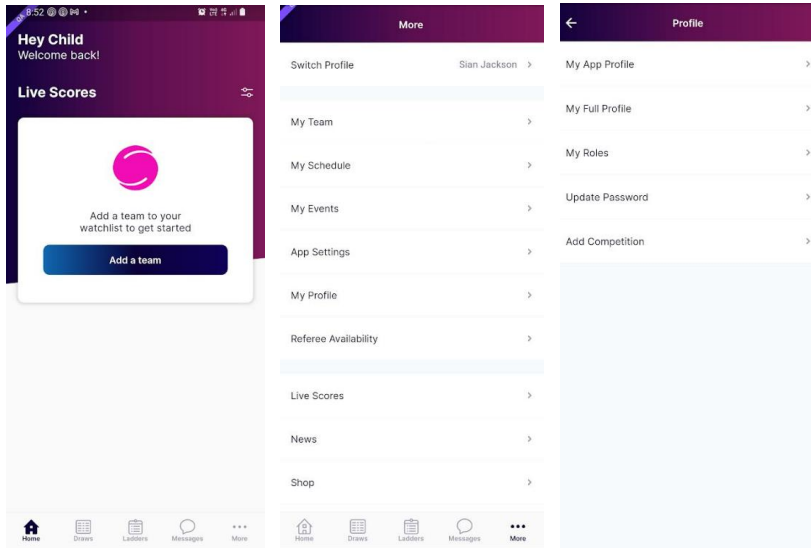 8:52
Hey Child
Welcome back!
Live Scores
Add a team to your
watchlist to get started
Add a team
Home
Draws
Ladders
Messages
More
More
Switch Profile
Sian Jackson
My Team
My Schedule
My Events
App Settings
My Profile
Referee Availability
Live Scores
News
Shop
Home
Draws
Ladders
Messages
More
Profile
My App Profile
My Full Profile
My Roles
Update Password
Add Competition